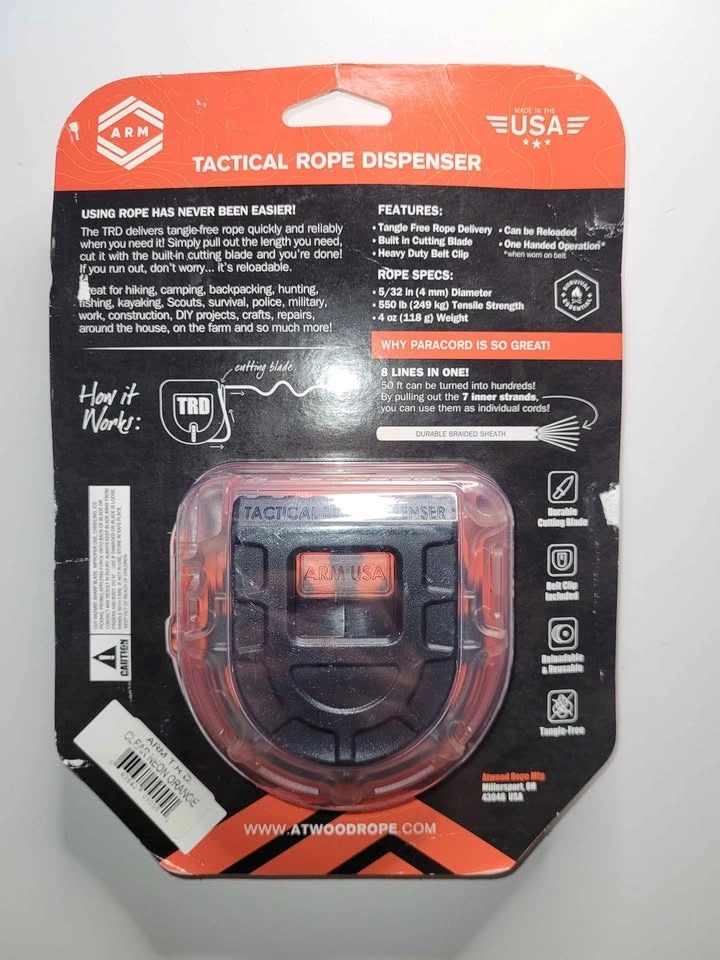 ARM
MADE IN THE
USA
TACTICAL ROPE DISPENSER
USING ROPE HAS NEVER BEEN EASIER!
The TRD delivers tangle-free rope quickly and reliably
when you need it! Simply pull out the length you need,
cut it with the built-in cutting blade and you're done!
If you run out, don't worry... it's reloadable.
eat for hiking, camping, backpacking, hunting,
fishing, kayaking, Scouts, survival, police, military,
work, construction, DIY projects, crafts, repairs,
around the house, on the farm and so much more!
FEATURES:
• Tangle Free Rope Delivery
• Built in Cutting Blade
• Heavy Duty Belt Clip
• Can be Reloaded
• One Handed Operation*
*when worn on belt
ROPE SPECS:
• 5/32 in (4 mm) Diameter
• 550 lb (249 kg) Tensile Strength
• 4 oz (118 g) Weight
SURVIVAL
ESSENTIAL
WHY PARACORD IS SO GREAT!
8 LINES IN ONE!
50 ft can be turned into hundreds!
By pulling out the 7 inner strands,
you can use them as individual cords!
DURABLE BRAIDED SHEATH
How it
Works:
cutting blade
TRD
TACTICAL DISPENSER
ARM USA
Durable
Cutting Blade
Belt Clip
Included
Reloadable
& Reusable
Tangle-Free
CAUTION
ARM T.R.D.
NEON ORANGE
Atwood Rope Mfg
Millersport, OH
43046 USA
WWW.ATWOODROPE.COM